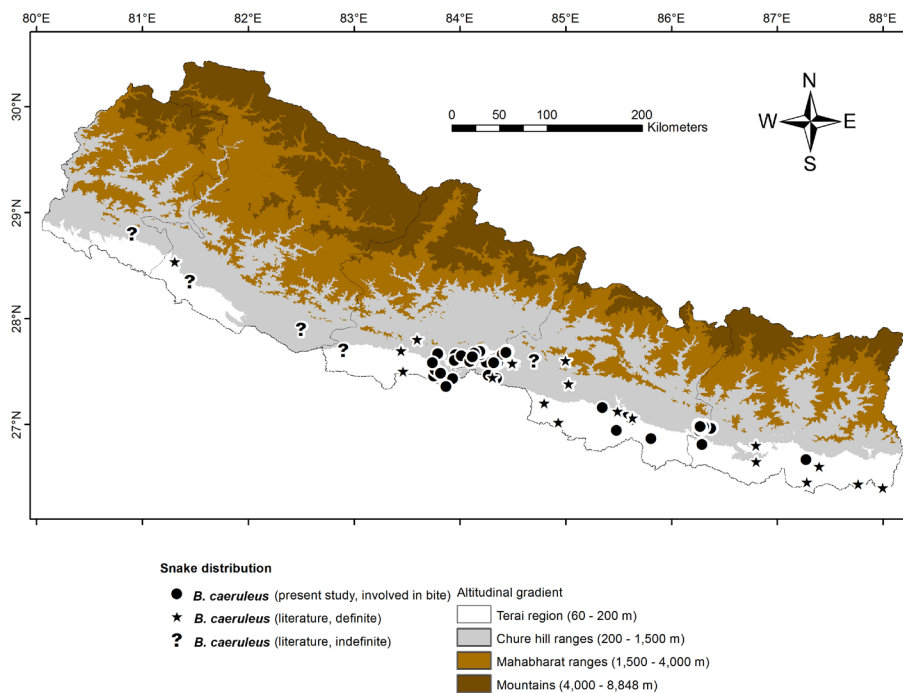 80°E 81°E 82°E 83°E 84°E 85°E 86°E 87°E 88°E
30°N
29°N
28°N
27°N
0 25 50 100 200
Kilometers
N
W E
S
? ? ? ? ?
Snake distribution
B. caeruleus (present study, involved in bite)
B. caeruleus (literature, definite)
? B. caeruleus (literature, indefinite)
Altitudinal gradient
Terai region (60 - 200 m)
Chure hill ranges (200 - 1,500 m)
Mahabharat ranges (1,500 - 4,000 m)
Mountains (4,000 - 8,848 m)